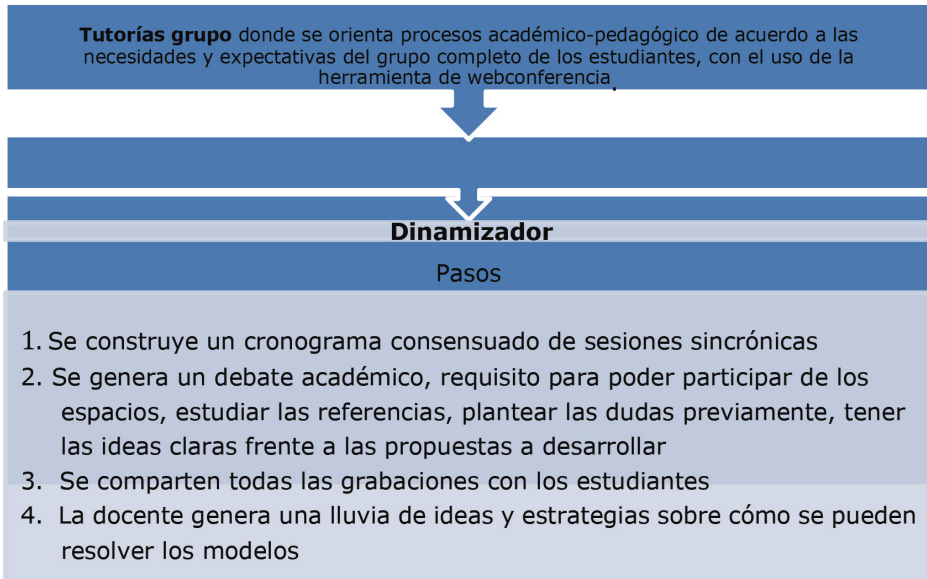 Tutorías grupo donde se orienta procesos académico-pedagógico de acuerdo a las
necesidades y expectativas del grupo completo de los estudiantes, con el uso de la
herramienta de webconferencia.
Dinamizador
Pasos
1. Se construye un cronograma consensuado de sesiones sincrónicas
2. Se genera un debate académico, requisito para poder participar de los
espacios, estudiar las referencias, plantear las dudas previamente, tener
las ideas claras frente a las propuestas a desarrollar
3. Se comparten todas las grabaciones con los estudiantes
4. La docente genera una lluvia de ideas y estrategias sobre cómo se pueden
resolver los modelos